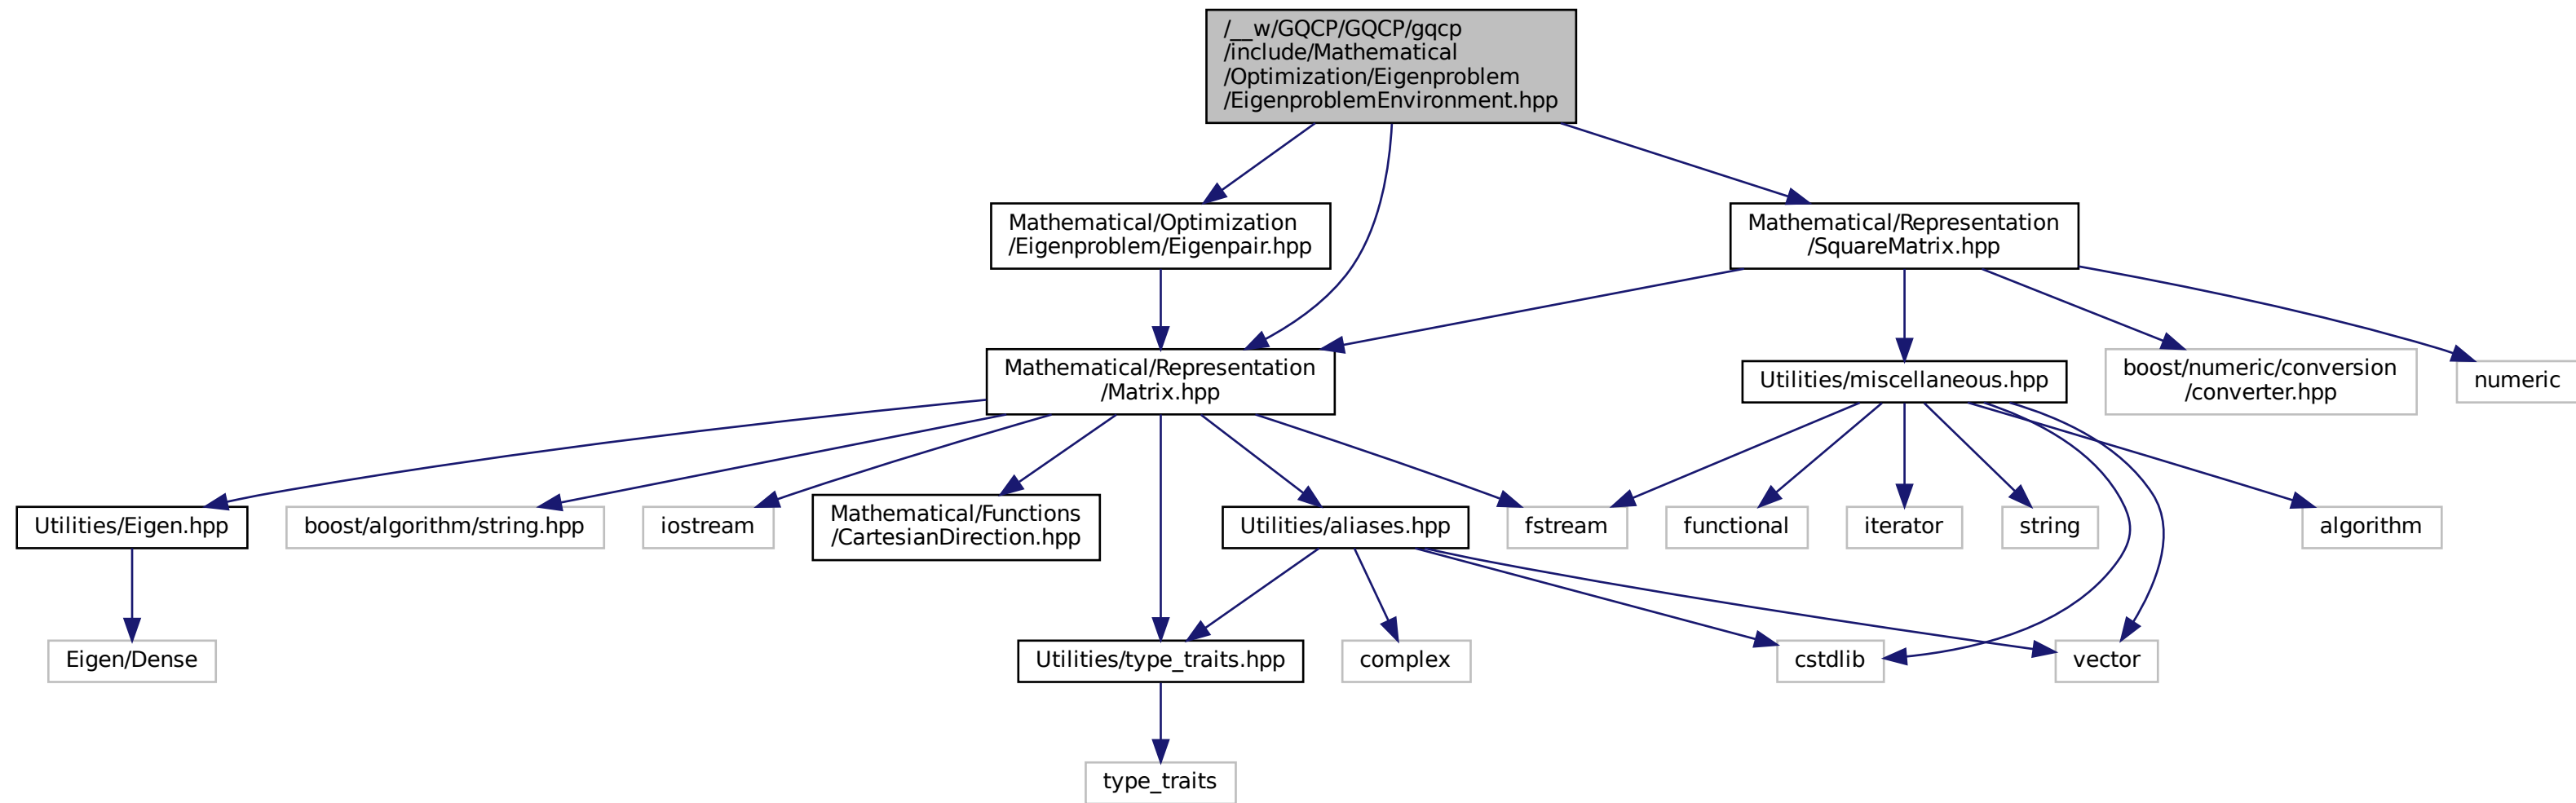 /__w/GQCP/GQCP/gqcp
/include/Mathematical
/Optimization/Eigenproblem
/EigenproblemEnvironment.hpp
Mathematical/Optimization
/Eigenproblem/Eigenpair.hpp
Mathematical/Representation
/SquareMatrix.hpp
Mathematical/Representation
/Matrix.hpp
Utilities/miscellaneous.hpp
boost/numeric/conversion
/converter.hpp
numeric
Utilities/Eigen.hpp
boost/algorithm/string.hpp
iostream
Mathematical/Functions
/CartesianDirection.hpp
Utilities/aliases.hpp
fstream
functional
iterator
string
algorithm
Eigen/Dense
Utilities/type_traits.hpp
complex
cstdlib
vector
type_traits